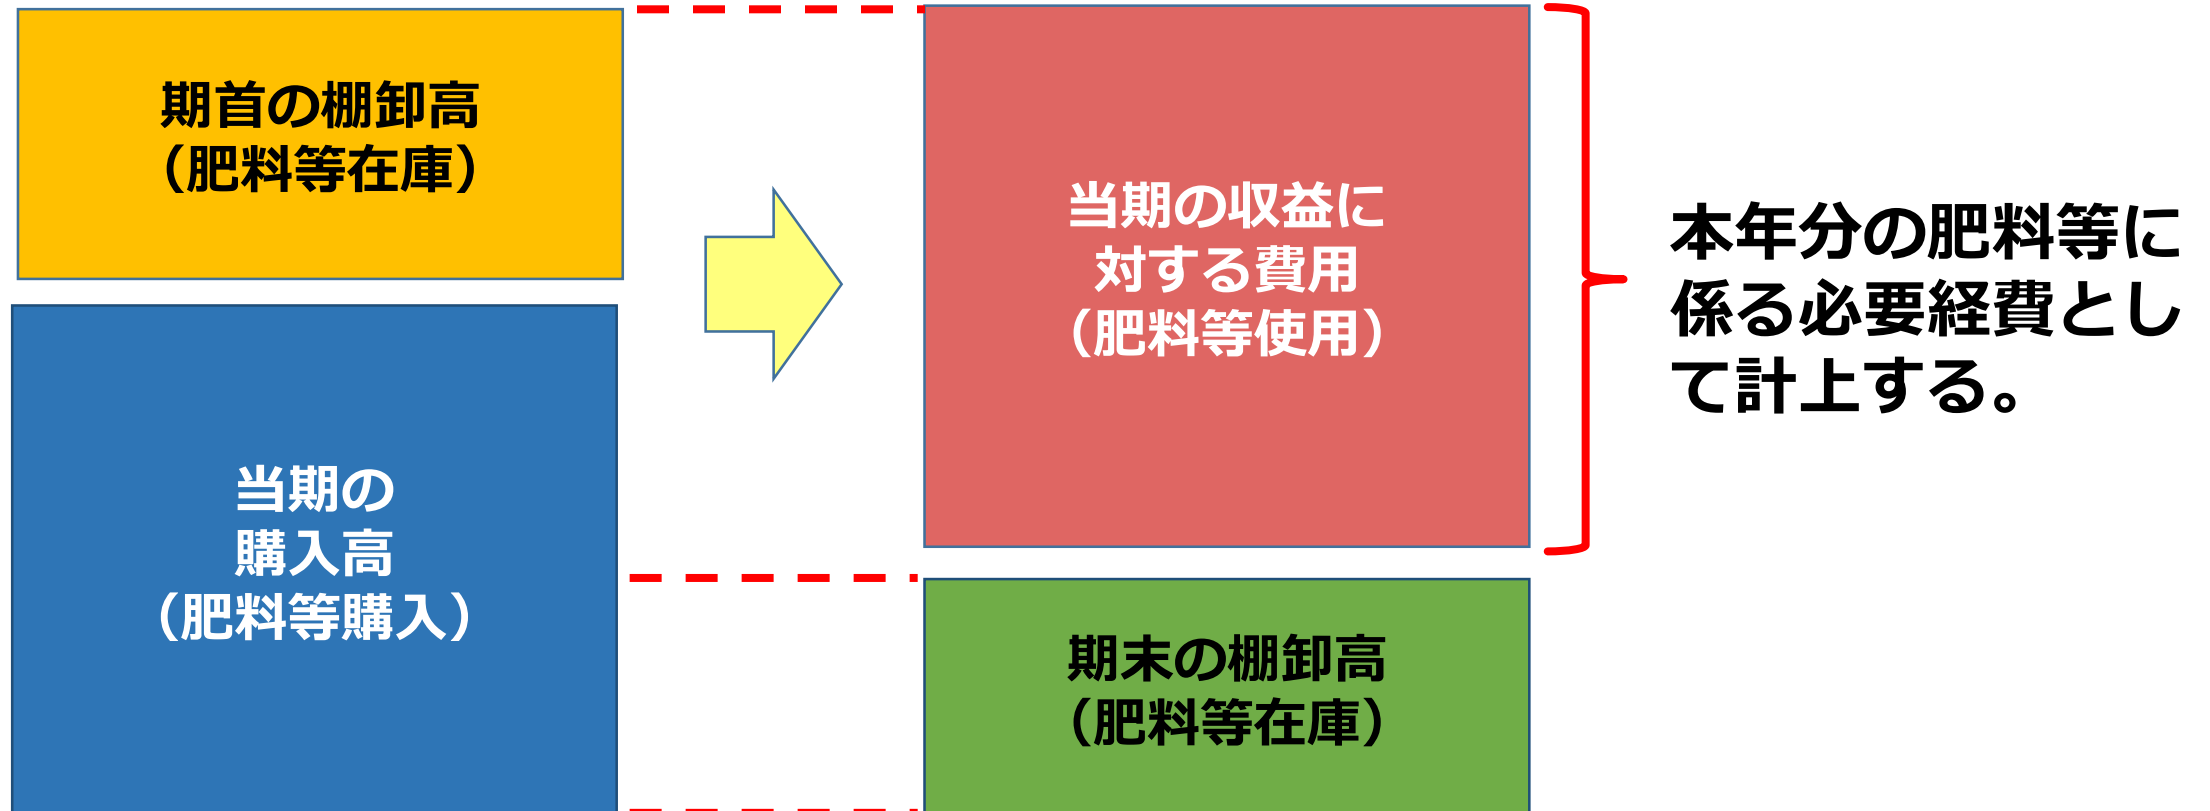 期首の棚卸高
（肥料等在庫）
当期の
購入高
（肥料等購入）
当期の収益に
対する費用
（肥料等使用）
期末の棚卸高
（肥料等在庫）
本年分の肥料等に
係る必要経費とし
て計上する。